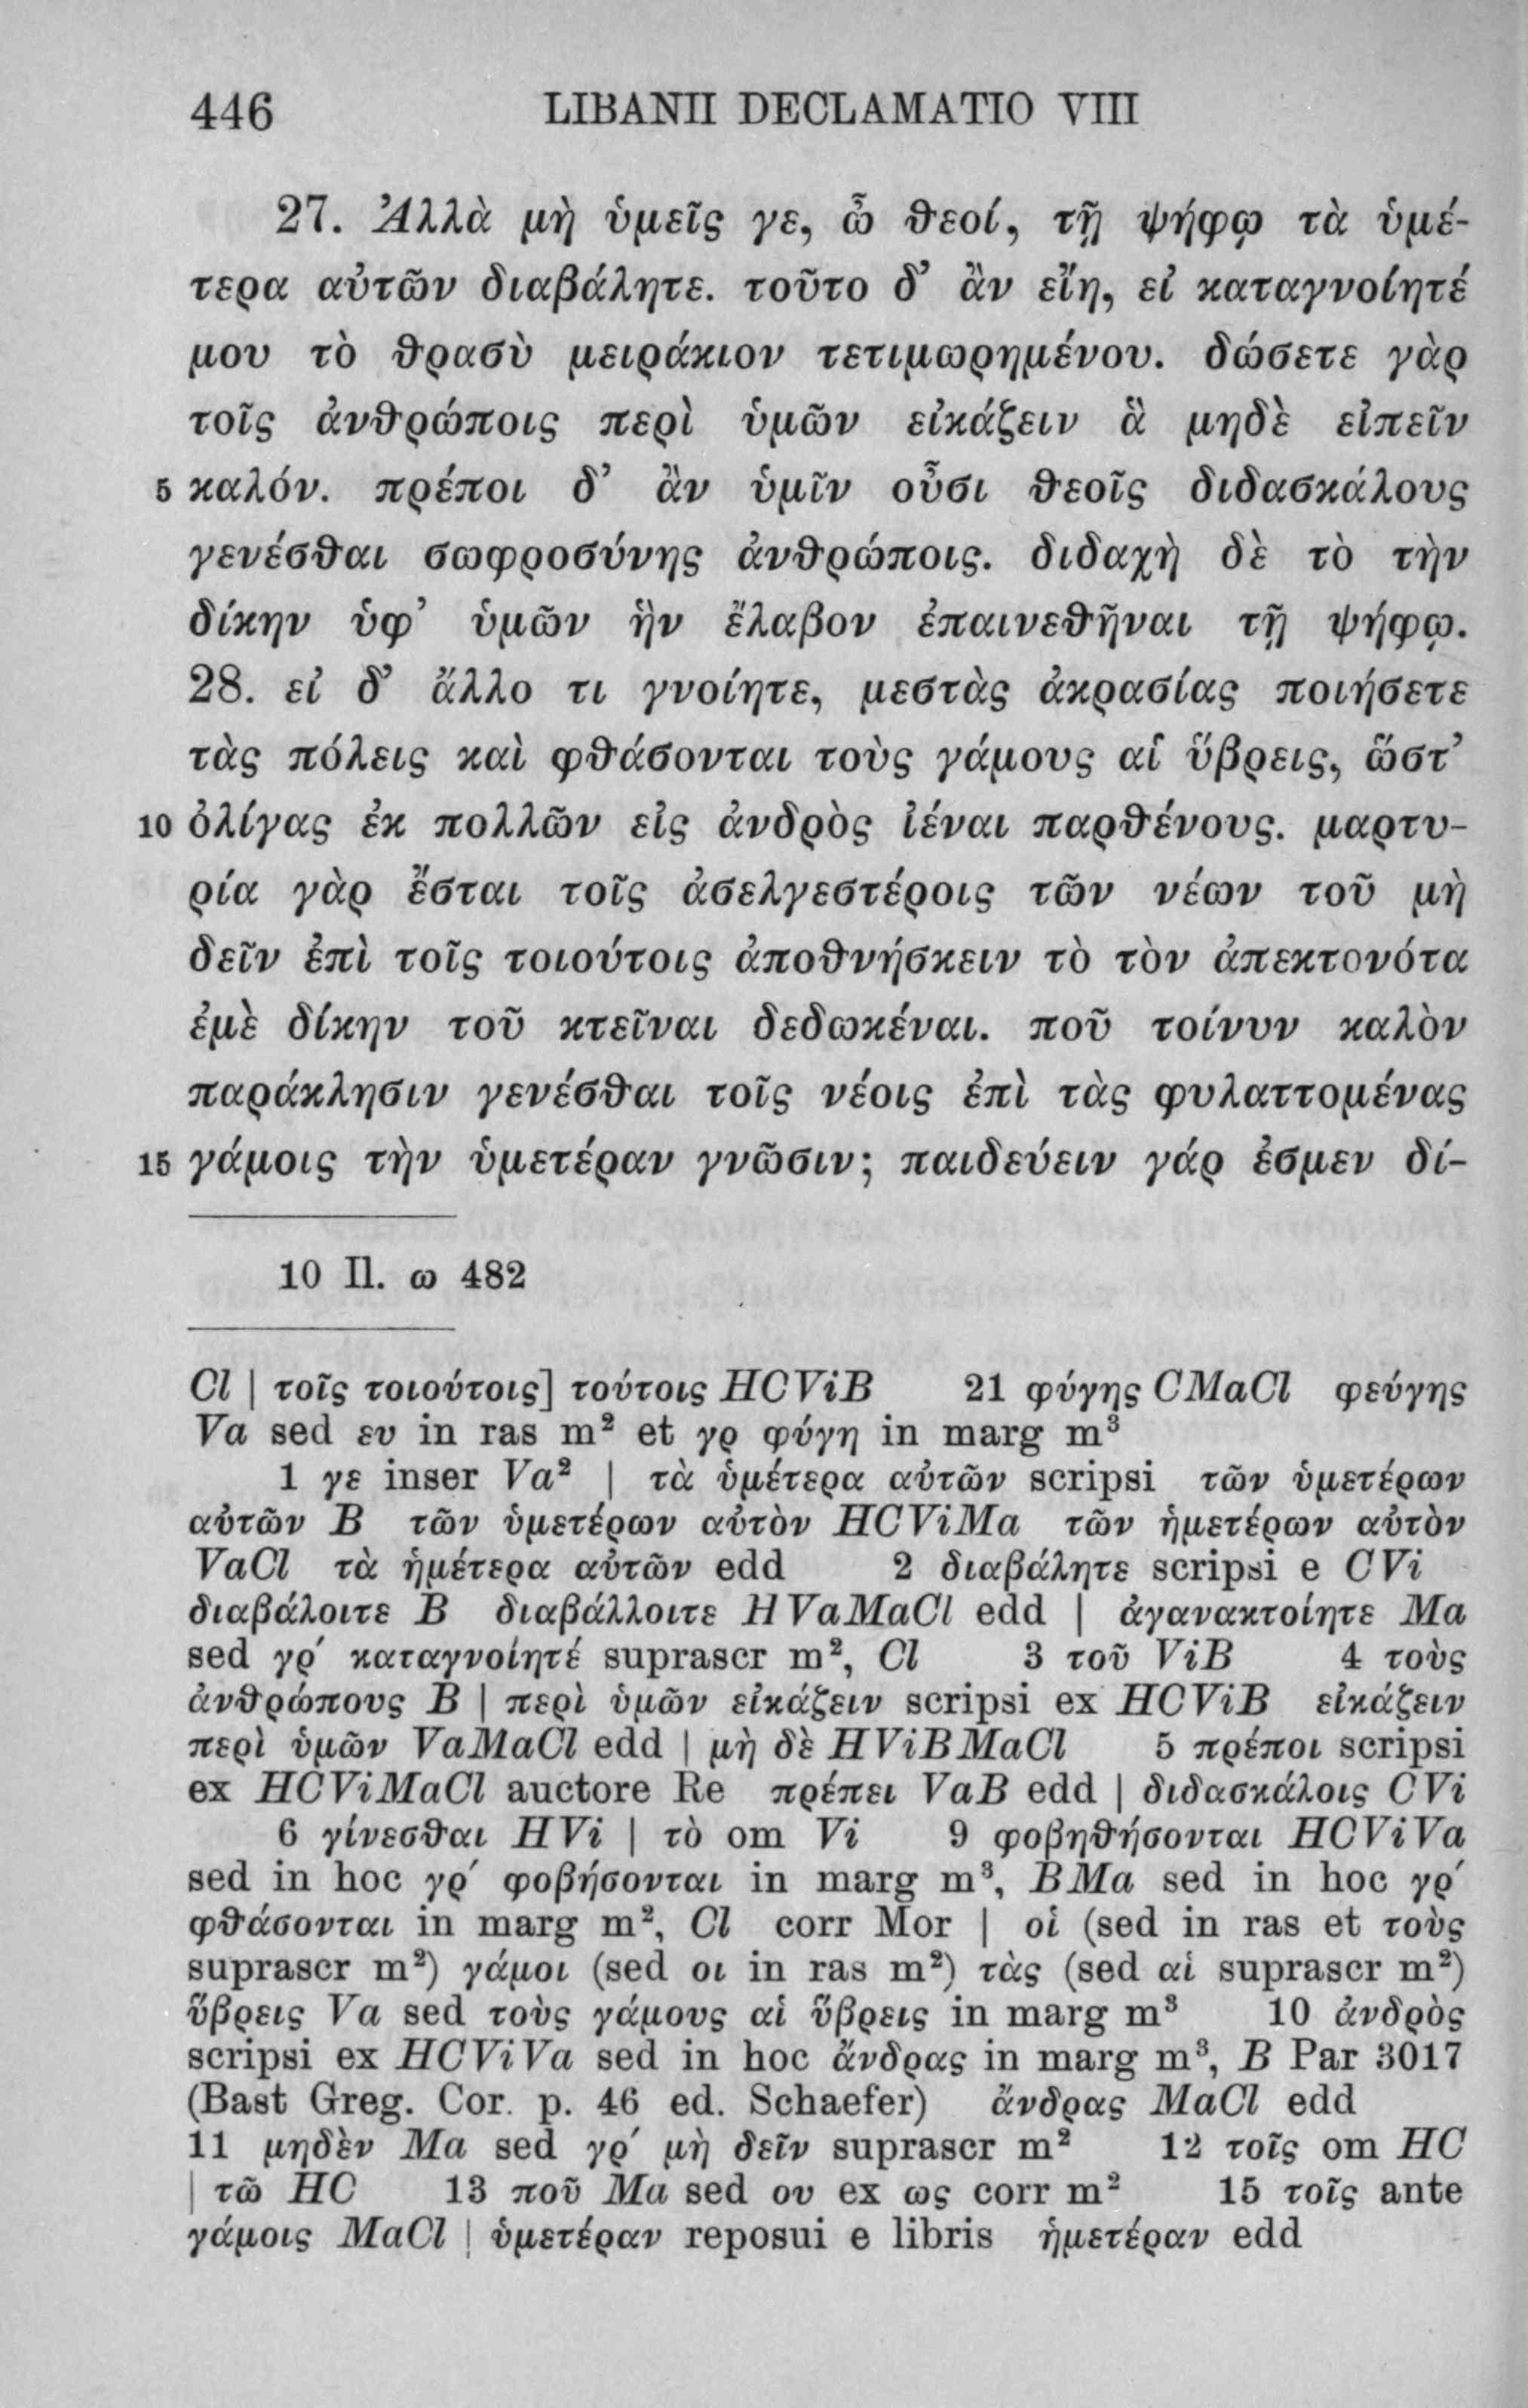 446 LIBANII DECLAMATIO VIII
27. Ἀλλὰ μὴ ὑμεῖς γε, ὦ θεοί, τῇ ψήφῳ τὰ ὑμέ-
τερα αὐτῶν διαβάλητε. τοῦτο δ’ ἂν εἴη, εἰ καταγνοίητέ
μου τὸ θρασὺ μειράκιον τετιμωρημένου. δώσετε γὰρ
τοῖς ἀνθρώποις περὶ ὑμῶν εἰκάζειν ἃ μηδὲ εἰπεῖν
5 καλόν. πρέποι δ’ ἂν ὑμῖν οὖσι θεοῖς διδασκάλους
γενέσθαι σωφροσύνης ἀνθρώποις. διδαχὴ δὲ τὸ τὴν
δίκην ὑφ’ ὑμῶν ἣν ἔλαβον ἐπαινεθῆναι τῇ ψήφῳ.
28. εἰ δ’ ἄλλο τι γνοίητε, μεστὰς ἀκρασίας ποιήσετε
τὰς πόλεις καὶ φθάσονται τοὺς γάμους αἱ ὕβρεις, ὥστ’
10 ὀλίγας ἐκ πολλῶν εἰς ἀνδρὸς ἰέναι παρθένους. μαρτυ-
ρία γὰρ ἔσται τοῖς ἀσελγεστέροις τῶν νέων τοῦ μὴ
δεῖν ἐπὶ τοῖς τοιούτοις ἀποθνήσκειν τὸ τὸν ἀπεκτονότα
ἐμὲ δίκην τοῦ κτεῖναι δεδωκέναι. ποῦ τοίνυν καλὸν
παράκλησιν γενέσθαι τοῖς νέοις ἐπὶ τὰς φυλαττομένας
15 γάμοις τὴν ὑμετέραν γνῶσιν; παιδεύειν γάρ ἐσμεν δί-
10 Il. ω 482
Cl | τοῖς τοιούτοις] τούτοις HCViB 21 φύγης CMaCl φεύγης
Va sed ευ in ras m² et γρ φύγη in marg m³
1 γε inser Va² | τὰ ὑμέτερα αὐτῶν scripsi τῶν ὑμετέρων
αὐτῶν B τῶν ὑμετέρων αὐτὸν HCViMa τῶν ἡμετέρων αὐτὸν
VaCl τὰ ἡμέτερα αὐτῶν edd 2 διαβάλητε scripsi e CVi
διαβάλοιτε B διαβάλλοιτε HVaMaCl edd | ἀγανακτοίητε Ma
sed γρ´ καταγνοίητέ suprascr m², Cl 3 τοῦ ViB 4 τοὺς
ἀνθρώπους B | περὶ ὑμῶν εἰκάζειν scripsi ex HCViB εἰκάζειν
περὶ ὑμῶν VaMaCl edd | μὴ δὲ HViBMaCl 5 πρέποι scripsi
ex HCViMaCl auctore Re πρέπει VaB edd | διδασκάλοις CVi
6 γίνεσθαι HVi | τὸ om Vi 9 φοβηθήσονται HCViVa
sed in hoc γρ´ φοβήσονται in marg m³, BMa sed in hoc γρ´
φθάσονται in marg m², Cl corr Mor | οἱ (sed in ras et τοὺς
suprascr m²) γάμοι (sed οι in ras m²) τὰς (sed αἱ suprascr m²)
ὕβρεις Va sed τοὺς γάμους αἱ ὕβρεις in marg m³ 10 ἀνδρὸς
scripsi ex HCViVa sed in hoc ἄνδρας in marg m³, B Par 3017
(Bast Greg. Cor. p. 46 ed. Schaefer) ἄνδρας MaCl edd
11 μηδὲν Ma sed γρ´ μὴ δεῖν suprascr m² 12 τοῖς om HC
| τῶ HC 13 ποῦ Ma sed ου ex ως corr m² 15 τοῖς ante
γάμοις MaCl | ὑμετέραν reposui e libris ἡμετέραν edd